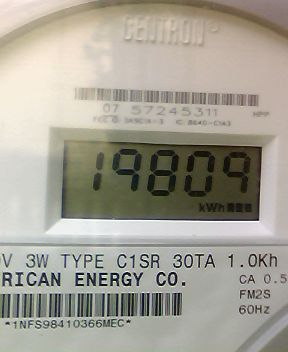 CENTRON®
07 57245311
19809
kWh
V 3W TYPE C1SR 30TA 1.0Kh
RICAN ENERGY CO.
CA 0.5
FM2S
60Hz
*1NFS98410366MEC*